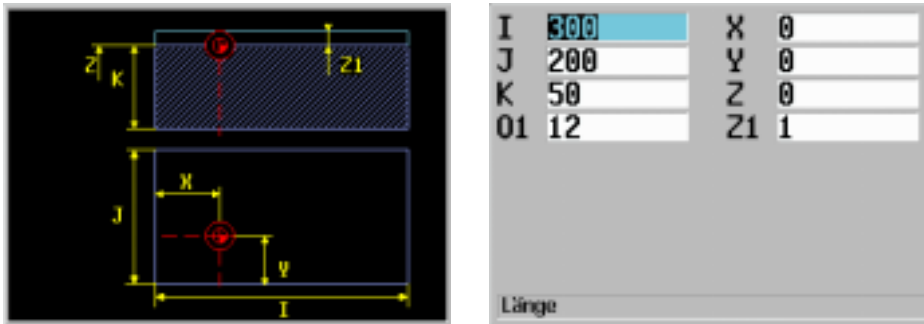 Z
K
Z1
X
J
Y
I
I 300 X 0
J 200 Y 0
K 50 Z 0
O1 12 Z1 1
Länge